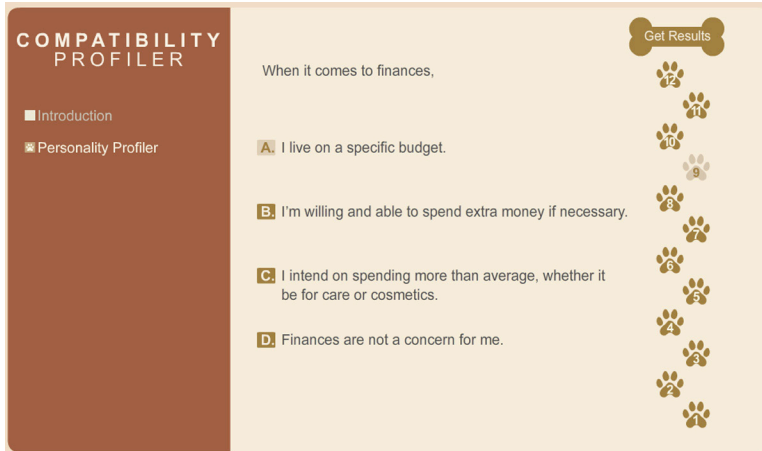 COMPATIBILITY
PROFILER
Introduction
Personality Profiler
When it comes to finances,
A. I live on a specific budget.
B. I'm willing and able to spend extra money if necessary.
C. I intend on spending more than average, whether it
be for care or cosmetics.
D. Finances are not a concern for me.
Get Results
12
11
10
9
8
7
6
5
4
3
2
1